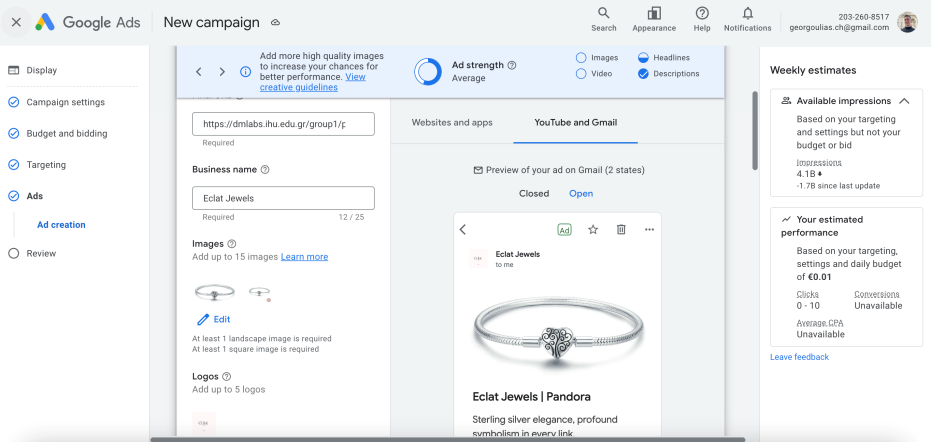 Google Ads
New campaign
Search
Appearance
Help
Notifications
203-260-8517
georgoulias.ch@gmail.com
Display
Campaign settings
Budget and bidding
Targeting
Ads
Ad creation
Review
Add more high quality images
to increase your chances for
better performance. View
creative guidelines
Ad strength
Average
Images
Video
Headlines
Descriptions
https://dmlabs.ihu.edu.gr/group1/p
Required
Business name
Eclat Jewels
Required
12 / 25
Images
Add up to 15 images Learn more
Edit
At least 1 landscape image is required
At least 1 square image is required
Logos
Add up to 5 logos
Websites and apps
YouTube and Gmail
Preview of your ad on Gmail (2 states)
Closed
Open
Ad
Eclat Jewels
to me
Eclat Jewels | Pandora
Sterling silver elegance, profound
symbolism in every link
Weekly estimates
Available impressions
Based on your targeting
and settings but not your
budget or bid
Impressions
4.1B
-1.7B since last update
Your estimated
performance
Based on your targeting,
settings and daily budget
of €0.01
Clicks
0 - 10
Conversions
Unavailable
Average CPA
Unavailable
Leave feedback